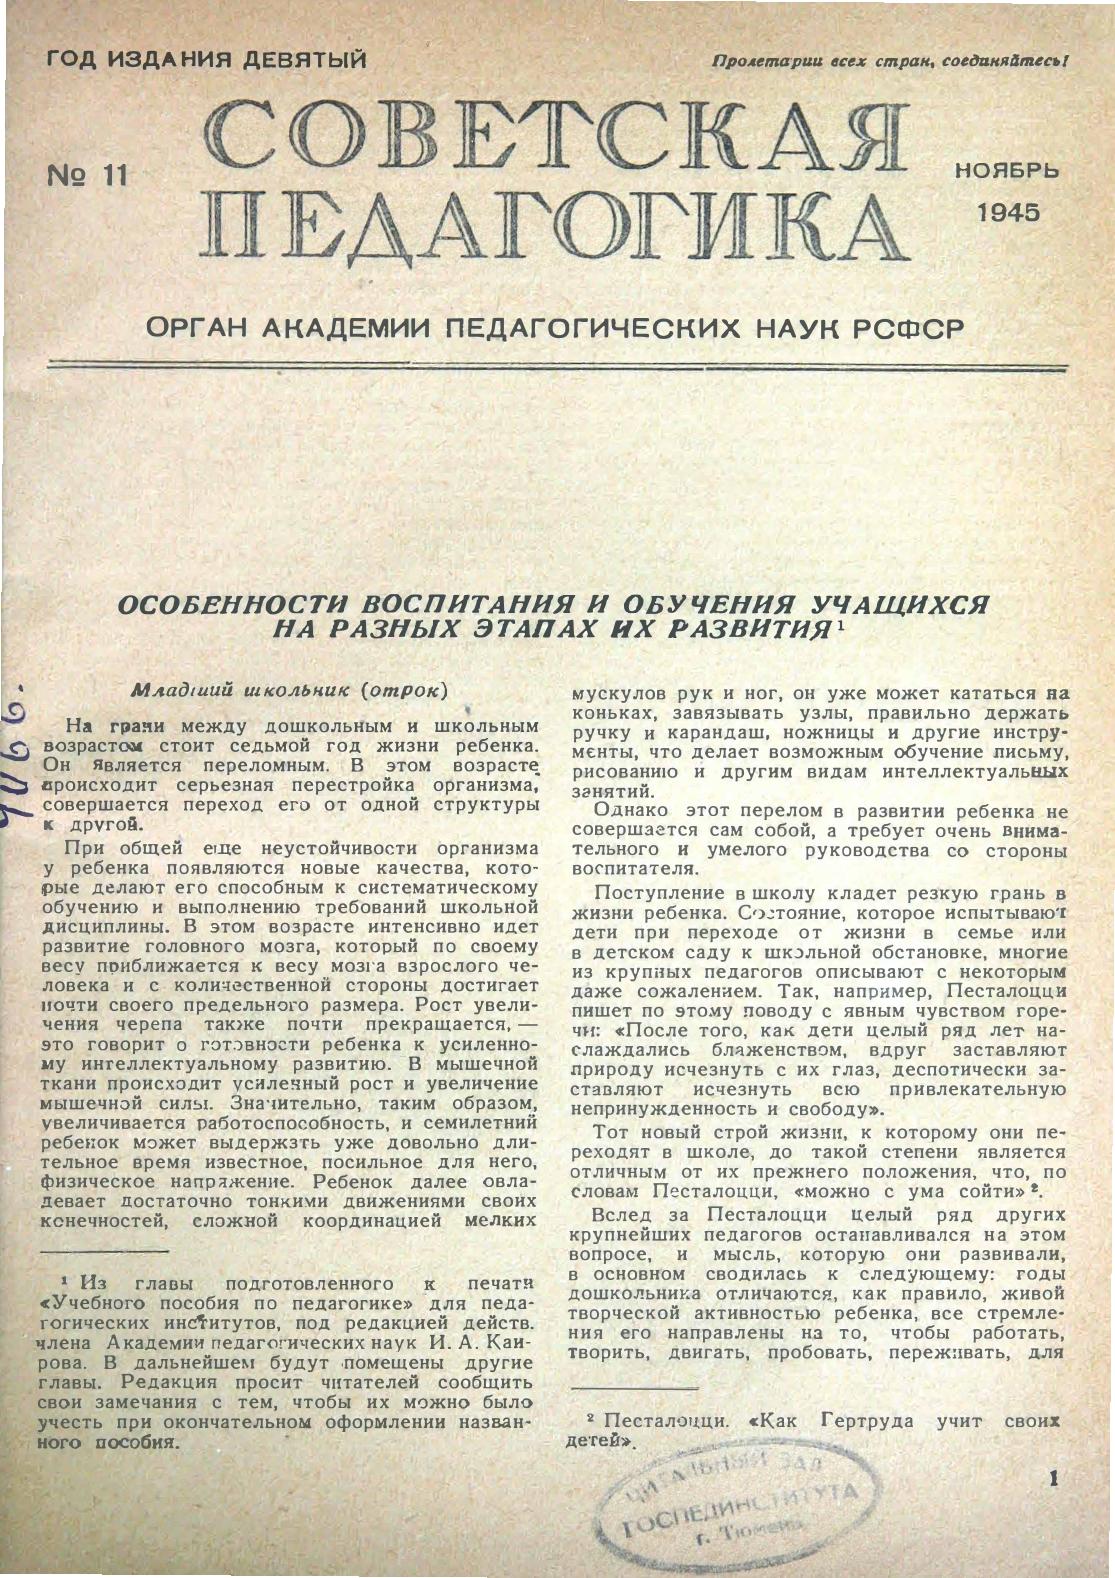 ГОД ИЗДАНИЯ ДЕВЯТЫЙ
Пролетарии всех стран, соединяйтесь!
№ 11
СОВЕТСКАЯ
ПЕДАГОГИКА
НОЯБРЬ
1945
ОРГАН АКАДЕМИИ ПЕДАГОГИЧЕСКИХ НАУК РСФСР
ОСОБЕННОСТИ ВОСПИТАНИЯ И ОБУЧЕНИЯ УЧАЩИХСЯ
НА РАЗНЫХ ЭТАПАХ ИХ РАЗВИТИЯ¹
Младший школьник (отрок)
На грани между дошкольным и школьным
возрастом стоит седьмой год жизни ребенка.
Он является переломным. В этом возрасте
происходит серьезная перестройка организма,
совершается переход его от одной структуры
к другой.
При общей еще неустойчивости организма
у ребенка появляются новые качества, кото-
рые делают его способным к систематическому
обучению и выполнению требований школьной
дисциплины. В этом возрасте интенсивно идет
развитие головного мозга, который по своему
весу приближается к весу мозга взрослого че-
ловека и с количественной стороны достигает
почти своего предельного размера. Рост увели-
чения черепа также почти прекращается, —
это говорит о готовности ребенка к усиленно-
му интеллектуальному развитию. В мышечной
ткани происходит усиленный рост и увеличение
мышечной силы. Значительно, таким образом,
увеличивается работоспособность, и семилетний
ребенок может выдержать уже довольно дли-
тельное время известное, посильное для него,
физическое напряжение. Ребенок далее овла-
девает достаточно тонкими движениями своих
конечностей, сложной координацией мелких
¹ Из главы подготовленного к печати
«Учебного пособия по педагогике» для педа-
гогических институтов, под редакцией действ.
члена Академии педагогических наук И. А. Каи-
рова. В дальнейшем будут помещены другие
главы. Редакция просит читателей сообщить
свои замечания с тем, чтобы их можно было
учесть при окончательном оформлении назван-
ного пособия.
мускулов рук и ног, он уже может кататься на
коньках, завязывать узлы, правильно держать
ручку и карандаш, ножницы и другие инстру-
менты, что делает возможным обучение письму,
рисованию и другим видам интеллектуальных
занятий.
Однако этот перелом в развитии ребенка не
совершается сам собой, а требует очень внима-
тельного и умелого руководства со стороны
воспитателя.
Поступление в школу кладет резкую грань в
жизни ребенка. Состояние, которое испытывают
дети при переходе от жизни в семье или
в детском саду к школьной обстановке, многие
из крупных педагогов описывают с некоторым
даже сожалением. Так, например, Песталоцци
пишет по этому поводу с явным чувством горе-
чи: «После того, как дети целый ряд лет на-
слаждались блаженством, вдруг заставляют
природу исчезнуть с их глаз, деспотически за-
ставляют исчезнуть всю привлекательную
непринужденность и свободу».
Тот новый строй жизни, к которому они пе-
реходят в школе, до такой степени является
отличным от их прежнего положения, что, по
словам Песталоцци, «можно с ума сойти»².
Вслед за Песталоцци целый ряд других
крупнейших педагогов останавливался на этом
вопросе, и мысль, которую они развивали,
в основном сводилась к следующему: годы
дошкольника отличаются, как правило, живой
творческой активностью ребенка, все стремле-
ния его направлены на то, чтобы работать,
творить, двигать, пробовать, переживать, для
² Песталоцци. «Как Гертруда учит своих
детей».
1
ЧИТАЛЬНЫЙ ЗАЛ
ГОСПЕДИНСТИТУТА
г. Тюмень